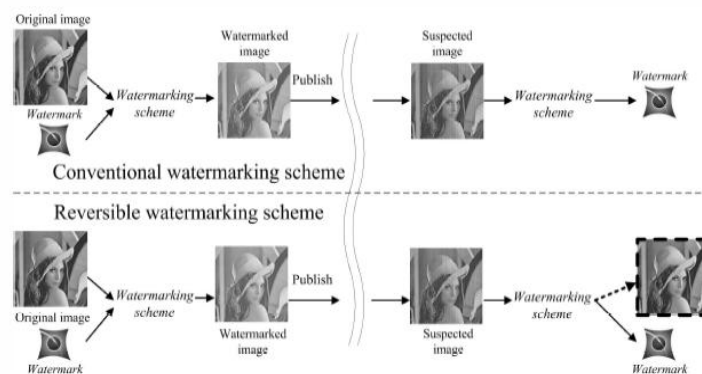 Original image
Watermark
Watermarking
scheme
Watermarked
image
Publish
Suspected
image
Watermarking
scheme
Watermark
Conventional watermarking scheme
Reversible watermarking scheme
Original image
Watermark
Watermarking
scheme
Watermarked
image
Publish
Suspected
image
Watermarking
scheme
Watermark